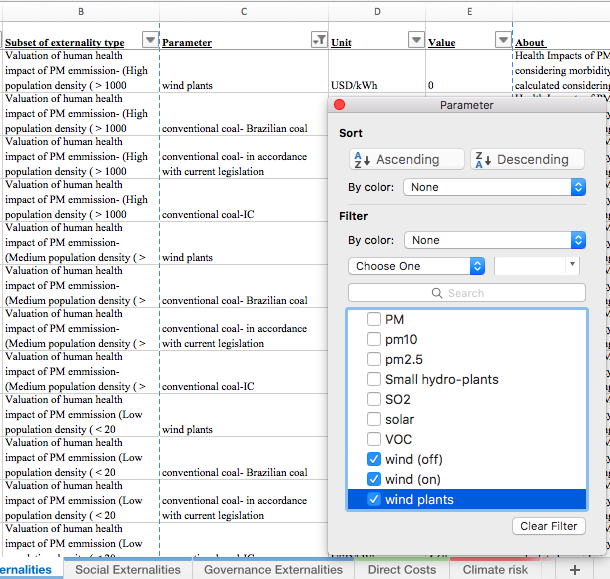 B C D E
Subset of externality type Parameter Unit Value About
Valuation of human health
impact of PM emmission- (High
population density ( > 1000 wind plants USD/kWh 0
Health Impacts of PM
considering morbidity
calculated considering
Valuation of human health
impact of PM emmission- (High
population density ( > 1000 conventional coal- Brazilian coal
Valuation of human health
impact of PM emmission- (High conventional coal- in accordance
population density ( > 1000 with current legislation
Valuation of human health
impact of PM emmission- (High
population density ( > 1000 conventional coal-IC
Valuation of human health
impact of PM emmission-
(Medium population density ( > wind plants
Valuation of human health
impact of PM emmission-
(Medium population density ( > conventional coal- Brazilian coal
Valuation of human health
impact of PM emmission- conventional coal- in accordance
(Medium population density ( > with current legislation
Valuation of human health
impact of PM emmission-
(Medium population density ( > conventional coal-IC
Valuation of human health
impact of PM emmission (Low
population density ( < 20 wind plants
Valuation of human health
impact of PM emmission (Low
population density ( < 20 conventional coal- Brazilian coal
Valuation of human health
impact of PM emmission (Low conventional coal- in accordance
population density ( < 20 with current legislation
Valuation of human health
impact of PM emmission (Low
Parameter
Sort
A Z Ascending Z A Descending
By color: None
Filter
By color: None
Choose One
Search
PM
pm10
pm2.5
Small hydro-plants
SO2
solar
VOC
wind (off)
wind (on)
wind plants
Clear Filter
ernalities Social Externalities Governance Externalities Direct Costs Climate risk +